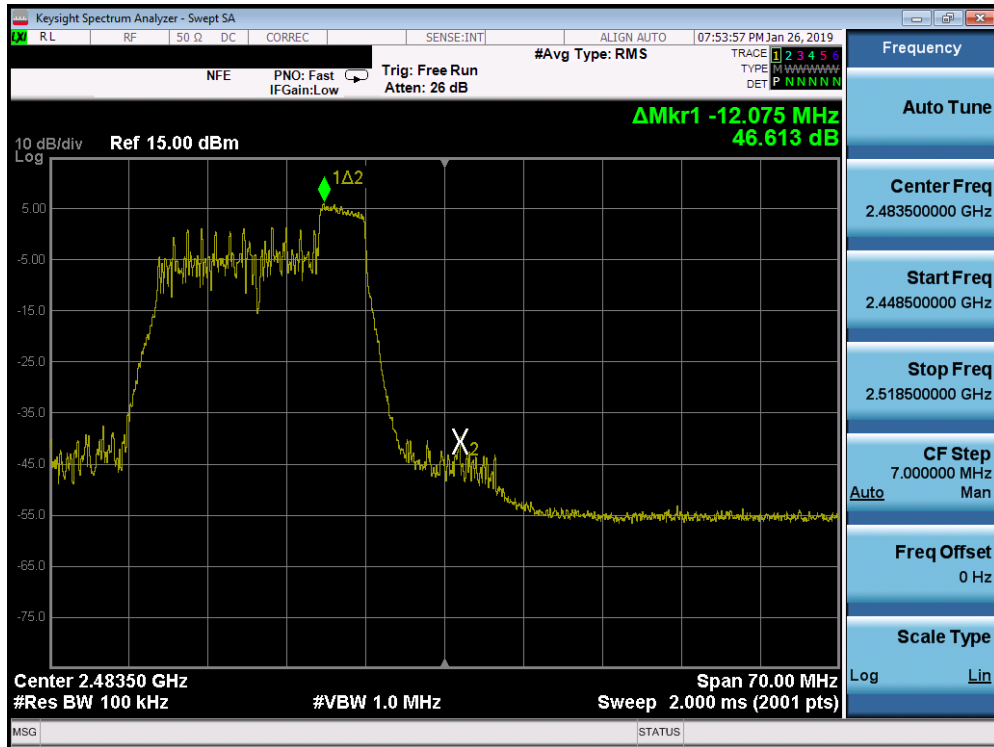 Keysight Spectrum Analyzer - Swept SA
LXI RL RF 50 Ω DC CORREC SENSE:INT ALIGN AUTO 07:53:57 PM Jan 26, 2019
NFE
PNO: Fast
IFGain:Low
Trig: Free Run
Atten: 26 dB
#Avg Type: RMS
TRACE 1 2 3 4 5 6
TYPE M W W W W W
DET P N N N N N
ΔMkr1 -12.075 MHz
46.613 dB
10 dB/div
Log
Ref 15.00 dBm
1Δ2
5.00
-5.00
-15.0
-25.0
-35.0
-45.0
X2
-55.0
-65.0
-75.0
Center 2.48350 GHz
Span 70.00 MHz
#Res BW 100 kHz
#VBW 1.0 MHz
Sweep 2.000 ms (2001 pts)
MSG
STATUS
Frequency
Auto Tune
Center Freq
2.483500000 GHz
Start Freq
2.448500000 GHz
Stop Freq
2.518500000 GHz
CF Step
7.000000 MHz
Auto Man
Freq Offset
0 Hz
Scale Type
Log Lin